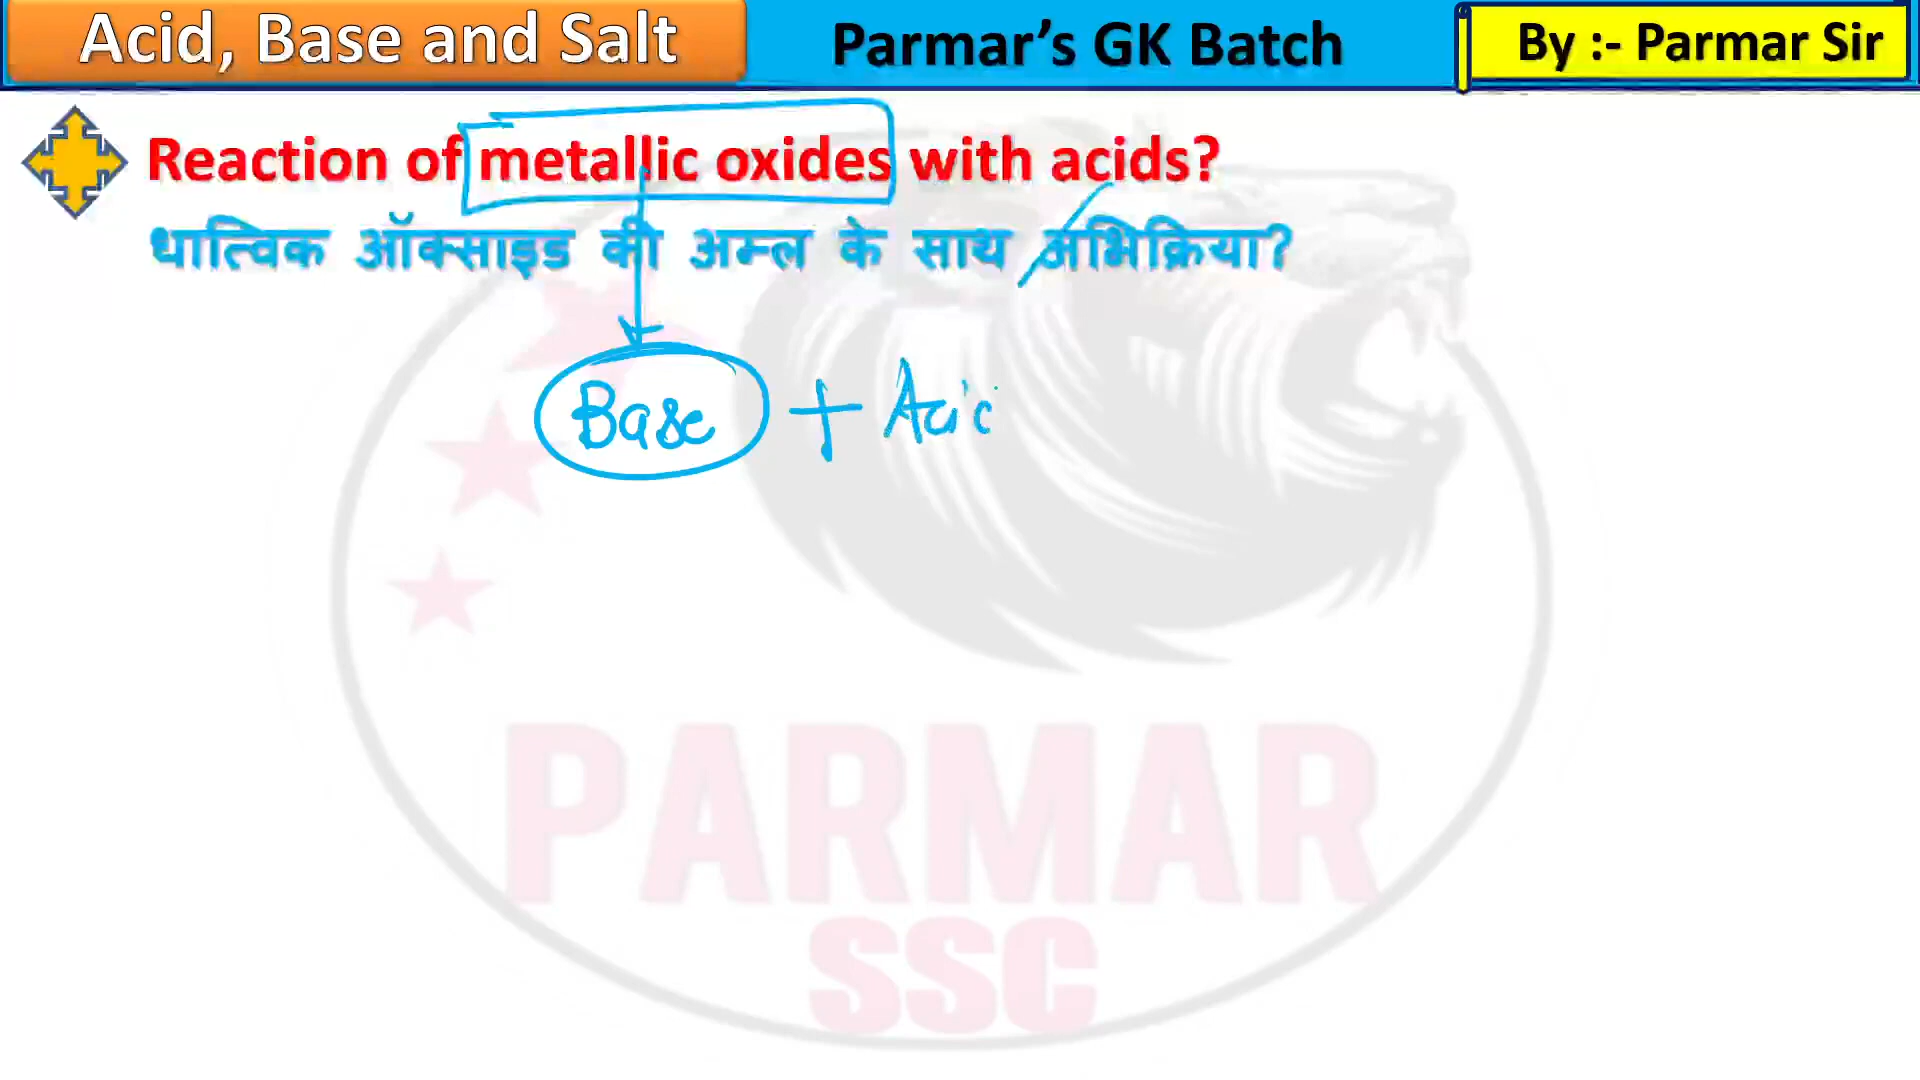 Acid, Base and Salt
Parmar's GK Batch
By :- Parmar Sir
Reaction of metallic oxides with acids?
धात्विक ऑक्साइड की अम्ल के साथ अभिक्रिया?
Base + Aci
PARMAR
SSC